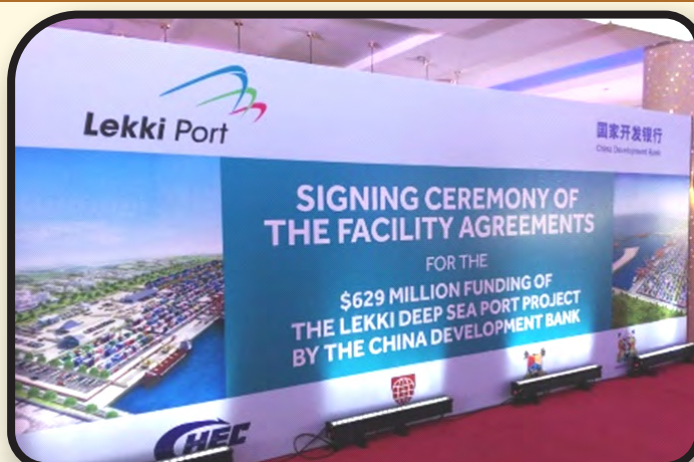 Lekki Port
国家开发银行
China Development Bank
SIGNING CEREMONY OF
THE FACILITY AGREEMENTS
FOR THE
$629 MILLION FUNDING OF
THE LEKKI DEEP SEA PORT PROJECT
BY THE CHINA DEVELOPMENT BANK
CHEC